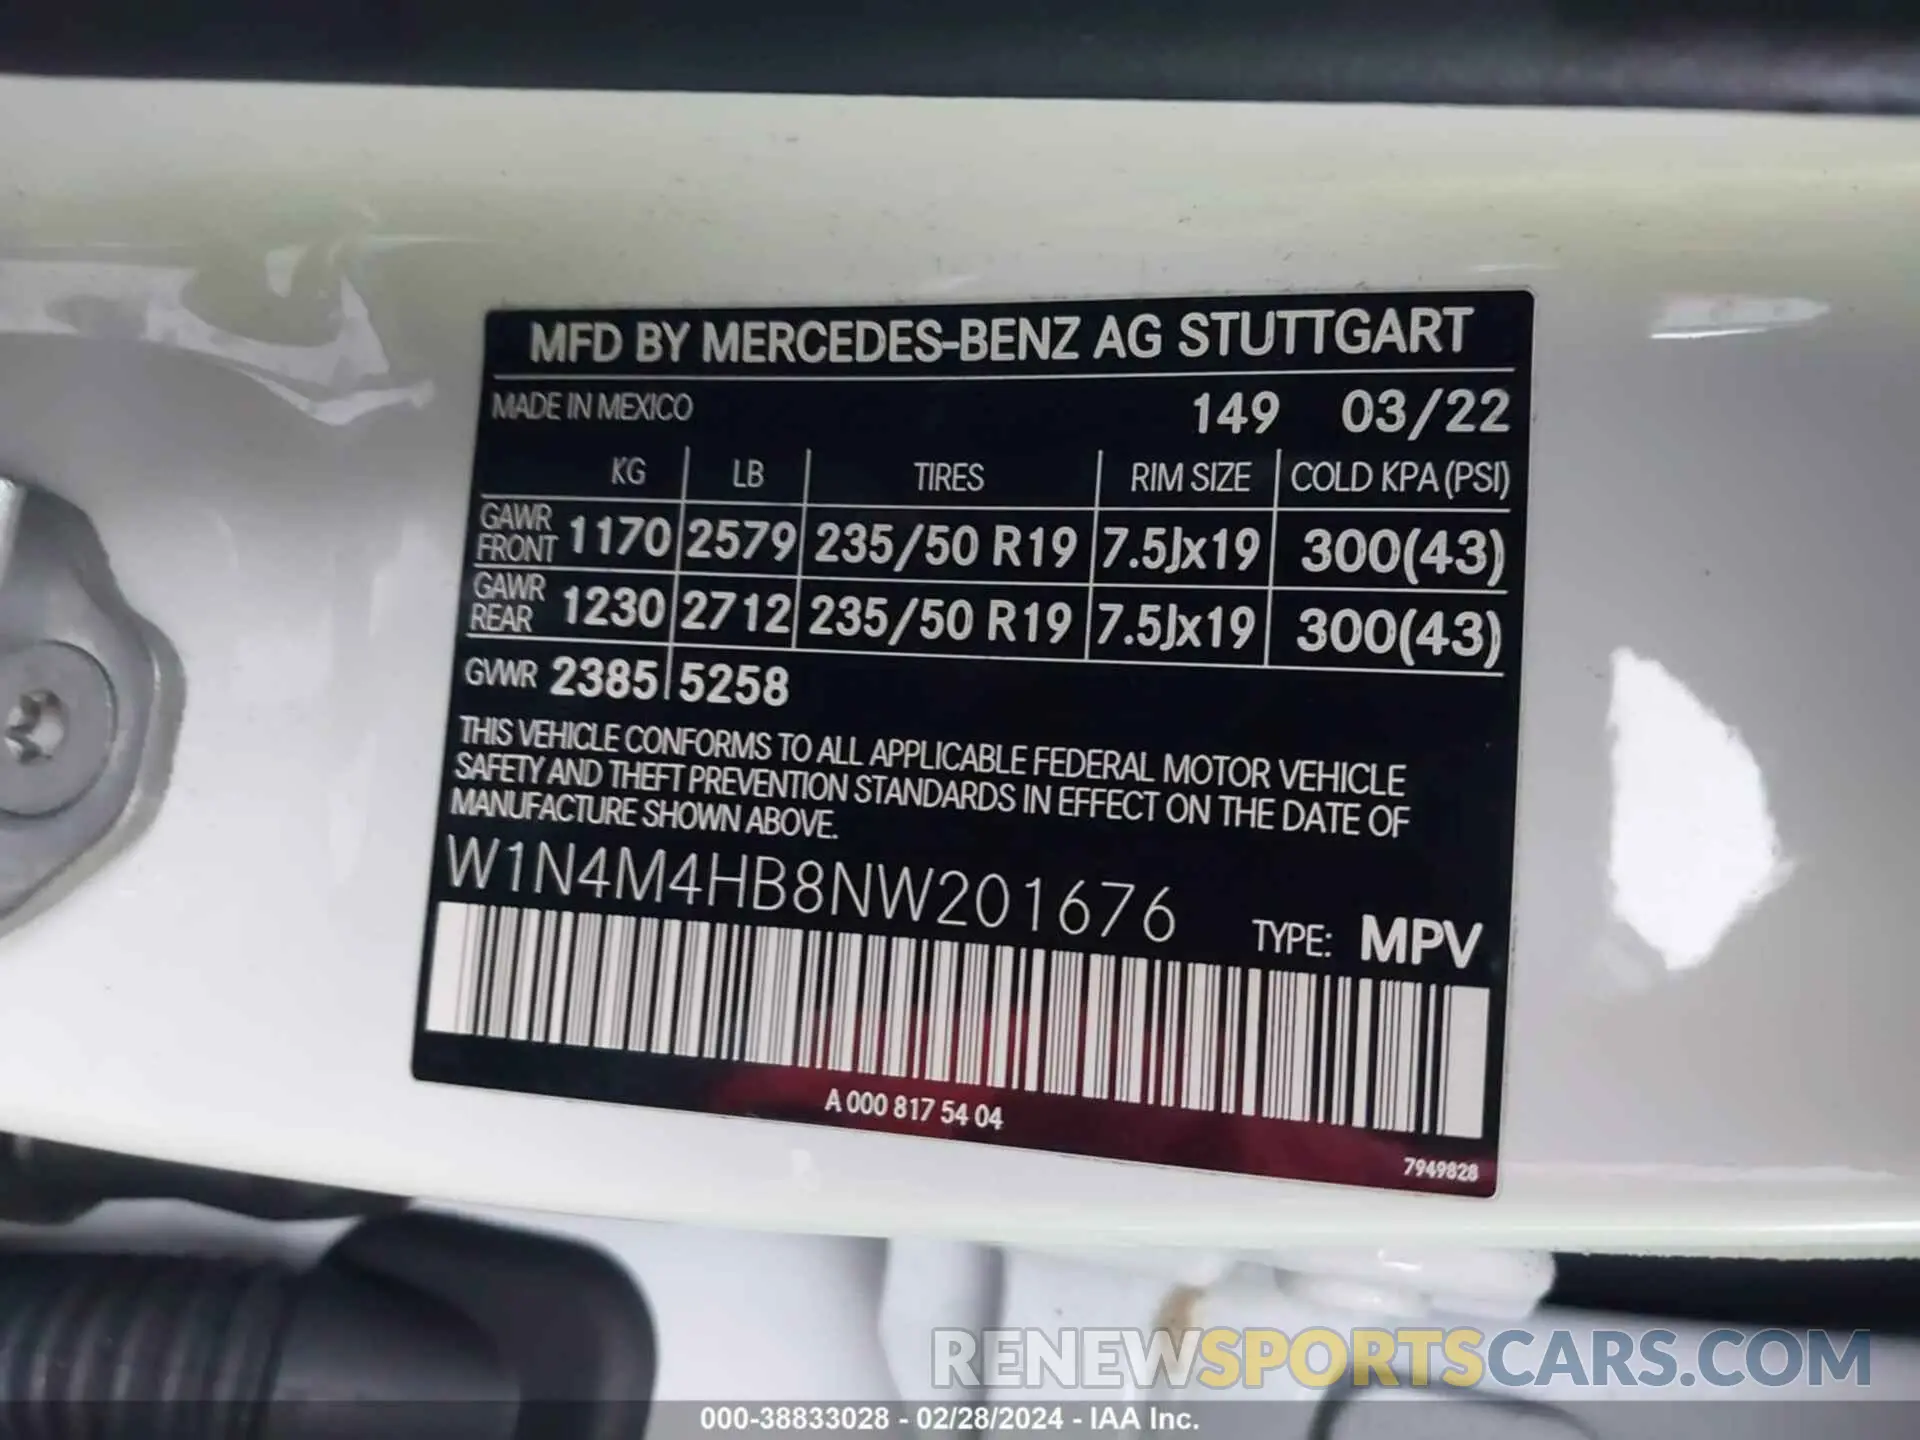 MFD BY MERCEDES-BENZ AG STUTTGART
MADE IN MEXICO 149 03/22
KG LB TIRES RIM SIZE COLD KPA (PSI)
GAWR FRONT 1170 2579 235/50 R19 7.5Jx19 300(43)
GAWR REAR 1230 2712 235/50 R19 7.5Jx19 300(43)
GVWR 2385 5258
THIS VEHICLE CONFORMS TO ALL APPLICABLE FEDERAL MOTOR VEHICLE
SAFETY AND THEFT PREVENTION STANDARDS IN EFFECT ON THE DATE OF
MANUFACTURE SHOWN ABOVE.
W1N4M4HB8NW201676 TYPE: MPV
A 000 817 54 04
7949828
RENEWSPORTSCARS.COM
000-38833028 - 02/28/2024 - IAA Inc.